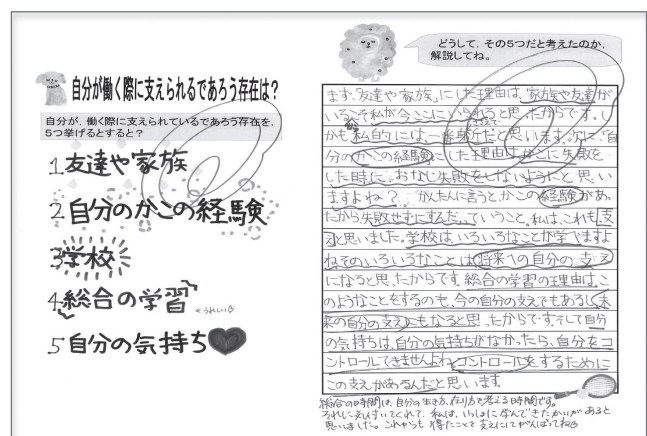 自分が働く際に支えられるであろう存在は?
自分が、働く際に支えられているであろう存在を、
5つ挙げるとすると?
1.友達や家族
2.自分のかこの経験
3.学校
4.総合の学習
←うれしい
5.自分の気持ち
どうして、その5つだと考えたのか、
解説してね。
まず、友達や家族」にした理由は、家族や友達が
いるこそ私が今ここにいられると思ったからです。し
かも私的には、一番身近だと思います。次に、「自
分のかこの経験」にした理由は、かこに失敗を
した時に、おなじ失敗をしないようにと思い
ますよね?かんたんに言うと、かこの経験があっ
たから失敗せずにすんだ。ていうこと、私は、これも支
えと思いました。学校は、いろいろなことが学べますよ
ねそのいろいろなことは、将来への自分の支え
になると思ったからです。総合の学習の理由は、こ
のようなことをするのも、今の自分の支えでもあるし、未
来の自分の支えにもなると思ったからです。そして自分
の気持ちは、自分の気持ちがなかったら、自分をコ
ントロールできませんよね コントロールをするために
この支えがあるんだと思います
総合の時間は、自分の生き方、在り方を考える時間です。
それに気付いてくれて、私は、いっしょに学んできたかいがあると
思いました。これからも得たことを支えにしてがんばってね